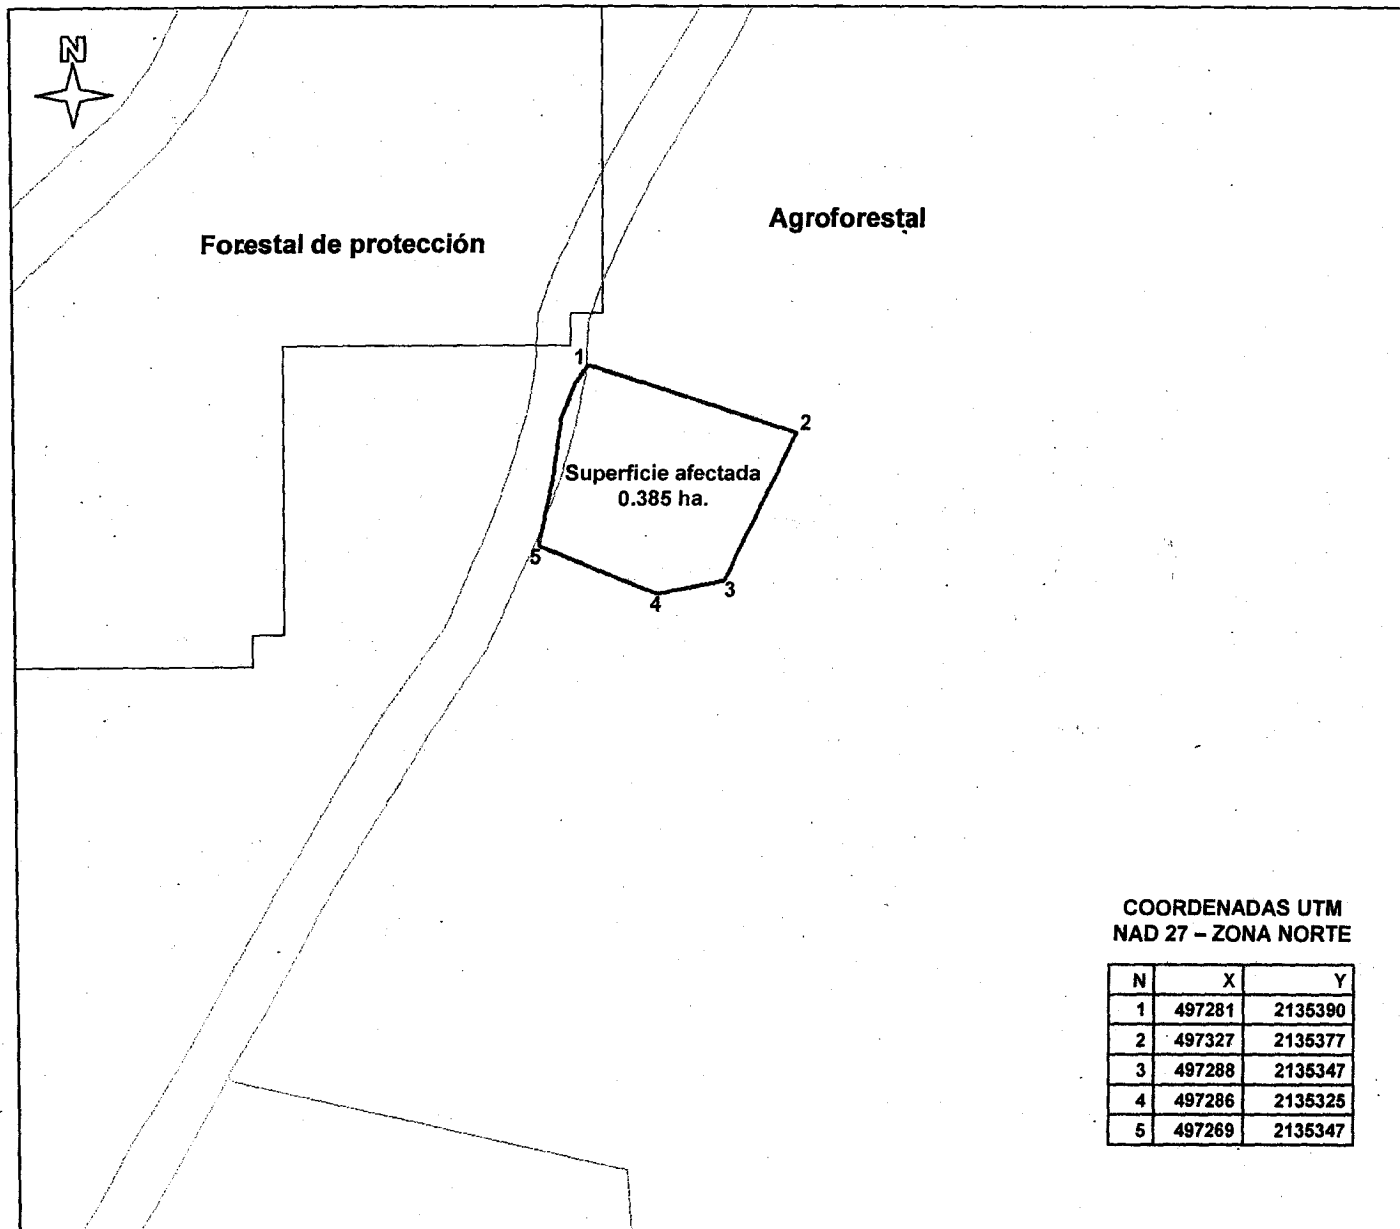 N
Forestal de protección
Agroforestal
1
2
Superficie afectada
0.385 ha.
5
3
4
COORDENADAS UTM
NAD 27 – ZONA NORTE
N X Y
1 497281 2135390
2 497327 2135377
3 497288 2135347
4 497286 2135325
5 497269 2135347